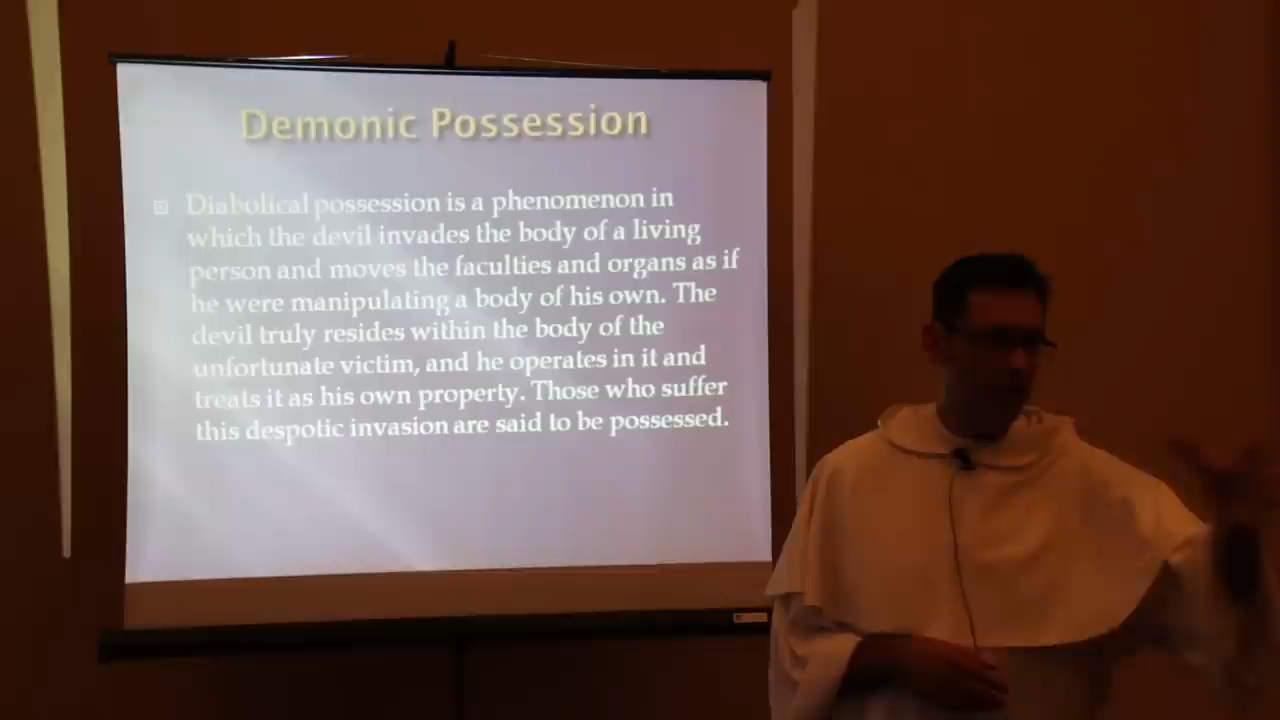 Demonic Possession
Diabolical possession is a phenomenon in
which the devil invades the body of a living
person and moves the faculties and organs as if
he were manipulating a body of his own. The
devil truly resides within the body of the
unfortunate victim, and he operates in it and
treats it as his own property. Those who suffer
this despotic invasion are said to be possessed.